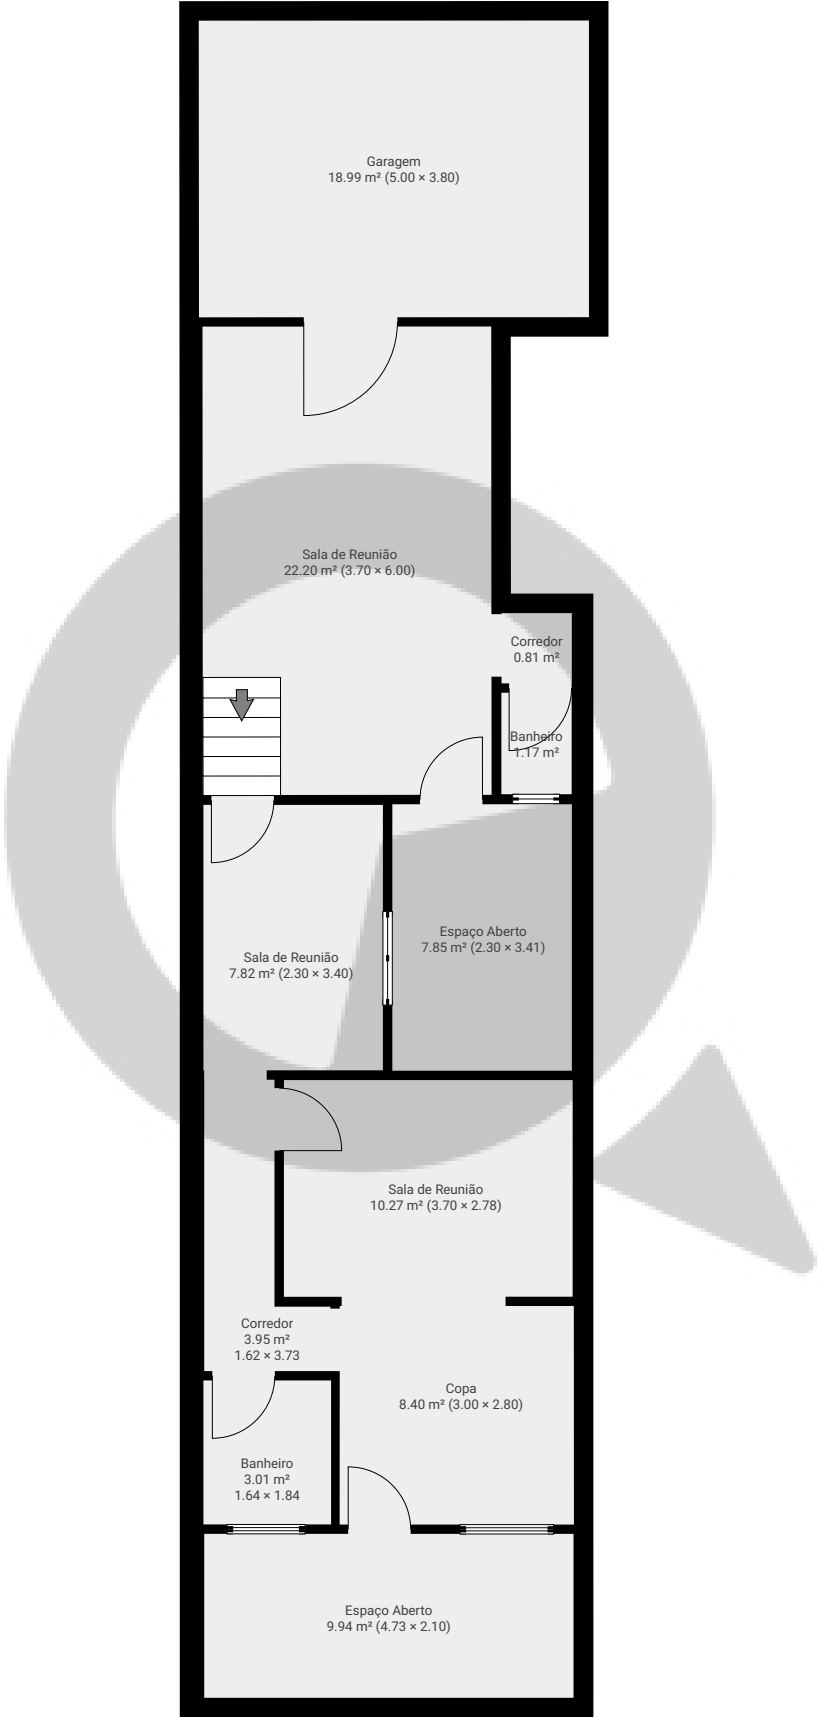 Garagem
18.99 m² (5.00 × 3.80)
Sala de Reunião
22.20 m² (3.70 × 6.00)
Corredor
0.81 m²
Banheiro
1.17 m²
Espaço Aberto
7.85 m² (2.30 × 3.41)
Sala de Reunião
7.82 m² (2.30 × 3.40)
Sala de Reunião
10.27 m² (3.70 × 2.78)
Corredor
3.95 m²
1.62 × 3.73
Copa
8.40 m² (3.00 × 2.80)
Banheiro
3.01 m²
1.64 × 1.84
Espaço Aberto
9.94 m² (4.73 × 2.10)